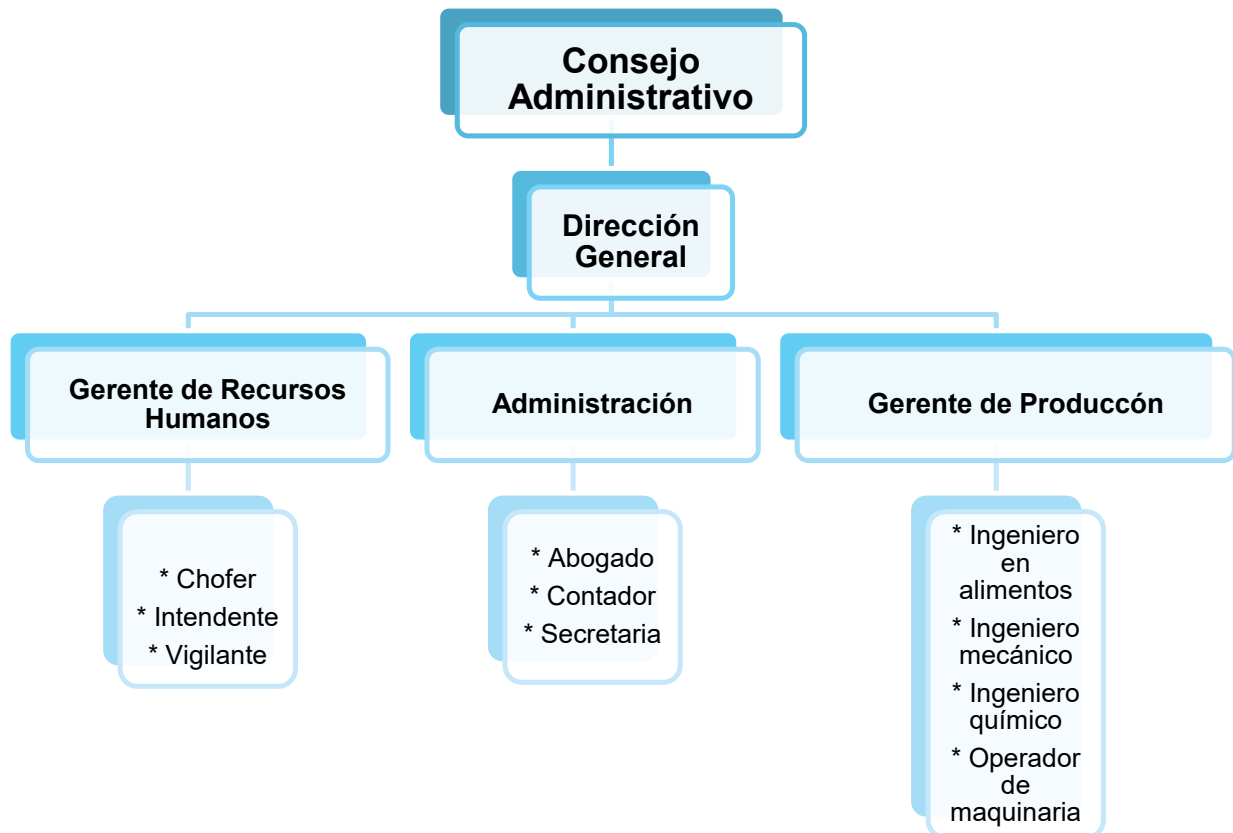 Consejo
Administrativo
Dirección
General
Gerente de Recursos
Humanos
Administración
Gerente de Produccón
* Chofer
* Intendente
* Vigilante
* Abogado
* Contador
* Secretaria
* Ingeniero
en
alimentos
* Ingeniero
mecánico
* Ingeniero
químico
* Operador
de
maquinaria